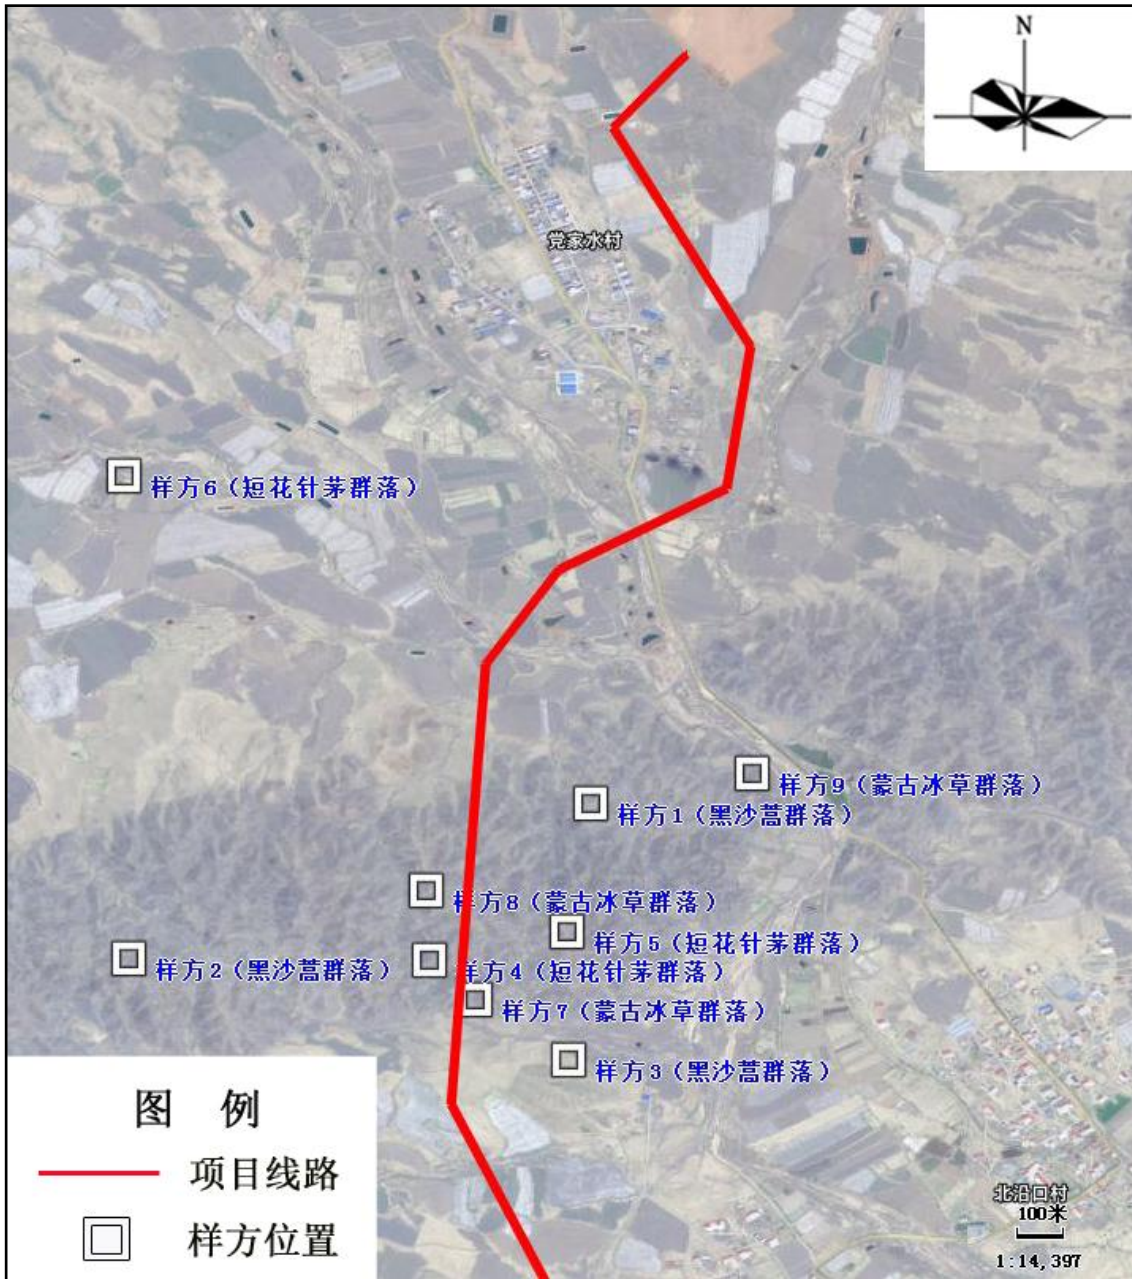 N
党家水村
样方6（短花针茅群落）
样方9（蒙古冰草群落）
样方1（黑沙蒿群落）
样方8（蒙古冰草群落）
样方5（短花针茅群落）
样方2（黑沙蒿群落）
样方4（短花针茅群落）
样方7（蒙古冰草群落）
样方3（黑沙蒿群落）
图 例
项目线路
样方位置
北沿口村
100米
1:14,397